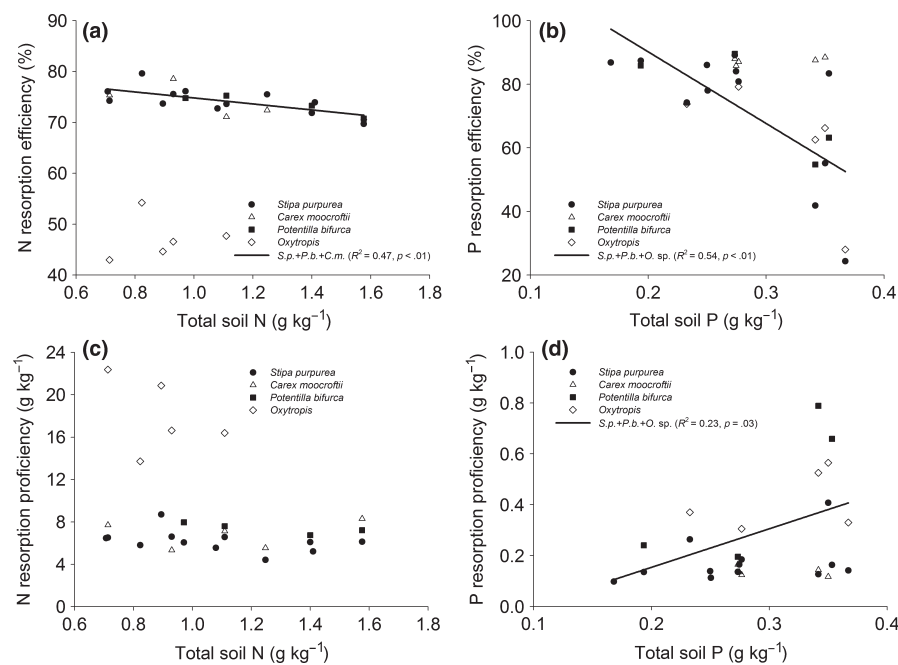 (a)
N resorption efficiency (%)
90
80
70
60
50
40
Stipa purpurea
Carex moocroftii
Potentilla bifurca
Oxytropis
S.p.+P.b.+C.m. (R² = 0.47, p < .01)
0.6 0.8 1.0 1.2 1.4 1.6 1.8
Total soil N (g kg⁻¹)
(b)
P resorption efficiency (%)
100
80
60
40
20
Stipa purpurea
Carex moocroftii
Potentilla bifurca
Oxytropis
S.p.+P.b.+O. sp. (R² = 0.54, p < .01)
0.1 0.2 0.3 0.4
Total soil P (g kg⁻¹)
(c)
N resorption proficiency (g kg⁻¹)
24
20
16
12
8
4
0
Stipa purpurea
Carex moocroftii
Potentilla bifurca
Oxytropis
0.6 0.8 1.0 1.2 1.4 1.6 1.8
Total soil N (g kg⁻¹)
(d)
P resorption proficiency (g kg⁻¹)
1.0
0.8
0.6
0.4
0.2
0.0
Stipa purpurea
Carex moocroftii
Potentilla bifurca
Oxytropis
S.p.+P.b.+O. sp. (R² = 0.23, p = .03)
0.1 0.2 0.3 0.4
Total soil P (g kg⁻¹)